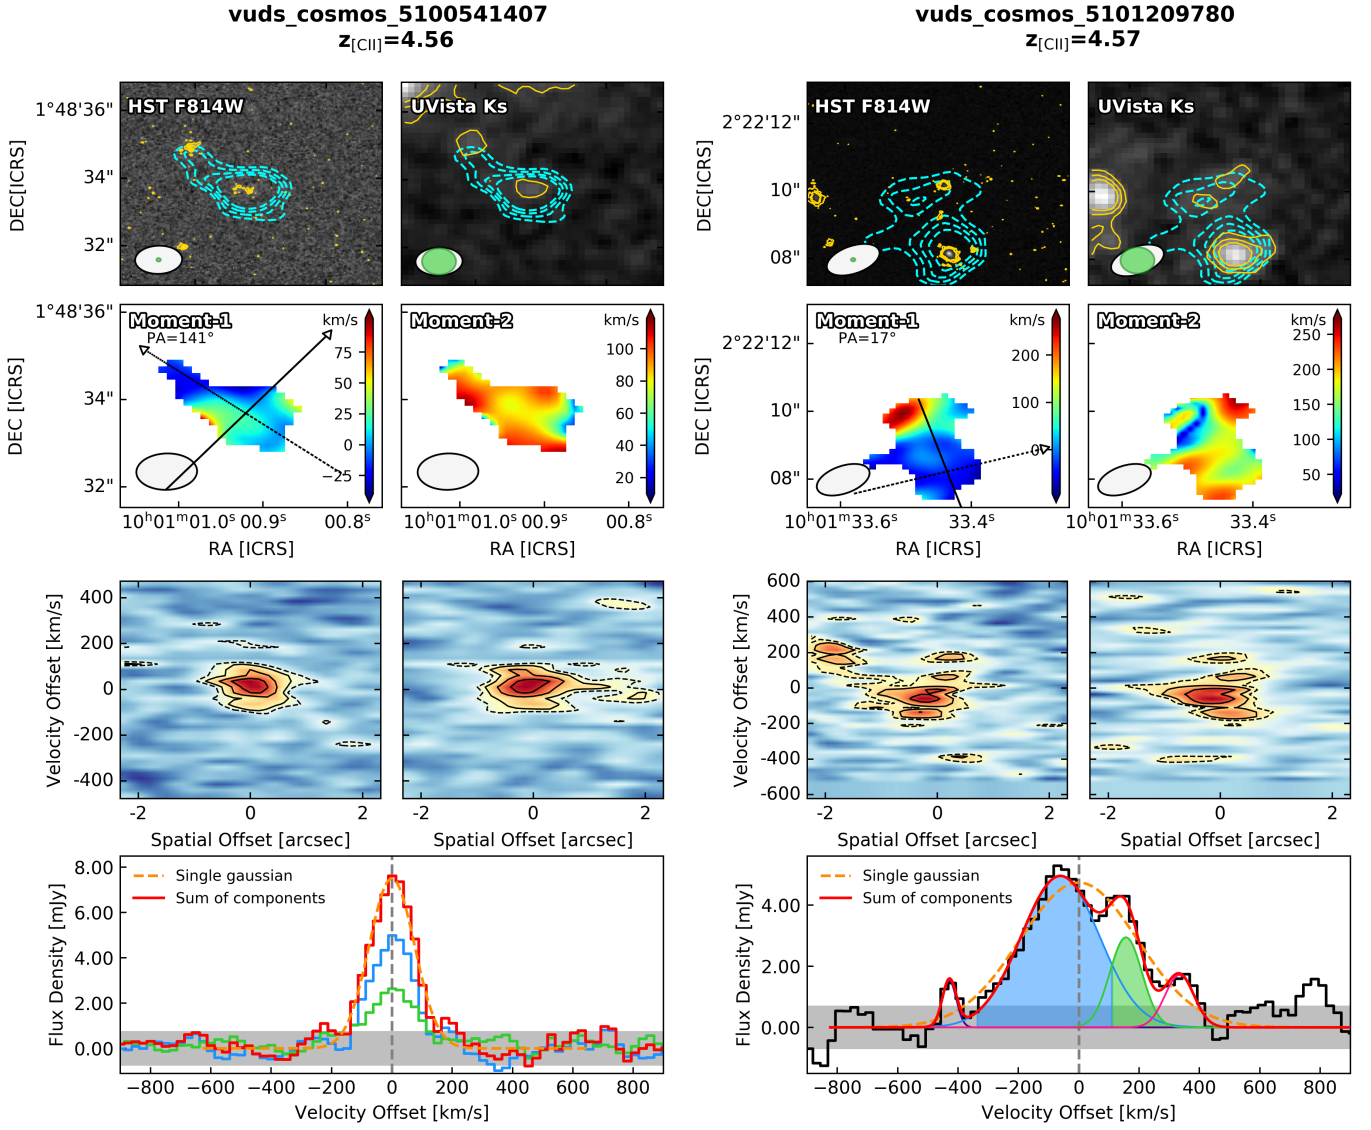 vuds_cosmos_5100541407
z[CII]=4.56
HST F814W
UVista Ks
DEC[ICRS]
1°48'36"
34"
32"
Moment-1
PA=141°
km/s
75
50
25
0
−25
Moment-2
km/s
100
80
60
40
20
DEC [ICRS]
1°48'36"
34"
32"
10h01m01.0s 00.9s 00.8s
00.9s 00.8s
RA [ICRS]
RA [ICRS]
Velocity Offset [km/s]
400
200
0
-200
-400
-2 0 2
-2 0 2
Spatial Offset [arcsec]
Spatial Offset [arcsec]
Flux Density [mJy]
8.00
6.00
4.00
2.00
0.00
Single gaussian
Sum of components
−800 −600 −400 −200 0 200 400 600 800
Velocity Offset [km/s]
vuds_cosmos_5101209780
z[CII]=4.57
HST F814W
UVista Ks
DEC[ICRS]
2°22'12"
10"
08"
Moment-1
PA=17°
km/s
200
100
0
Moment-2
km/s
250
200
150
100
50
DEC [ICRS]
2°22'12"
10"
08"
10h01m33.6s 33.4s
10h01m33.6s 33.4s
RA [ICRS]
RA [ICRS]
Velocity Offset [km/s]
600
400
200
0
-200
-400
-600
-2 0 2
-2 0 2
Spatial Offset [arcsec]
Spatial Offset [arcsec]
Flux Density [mJy]
4.00
2.00
0.00
Single gaussian
Sum of components
−800 −600 −400 −200 0 200 400 600 800
Velocity Offset [km/s]